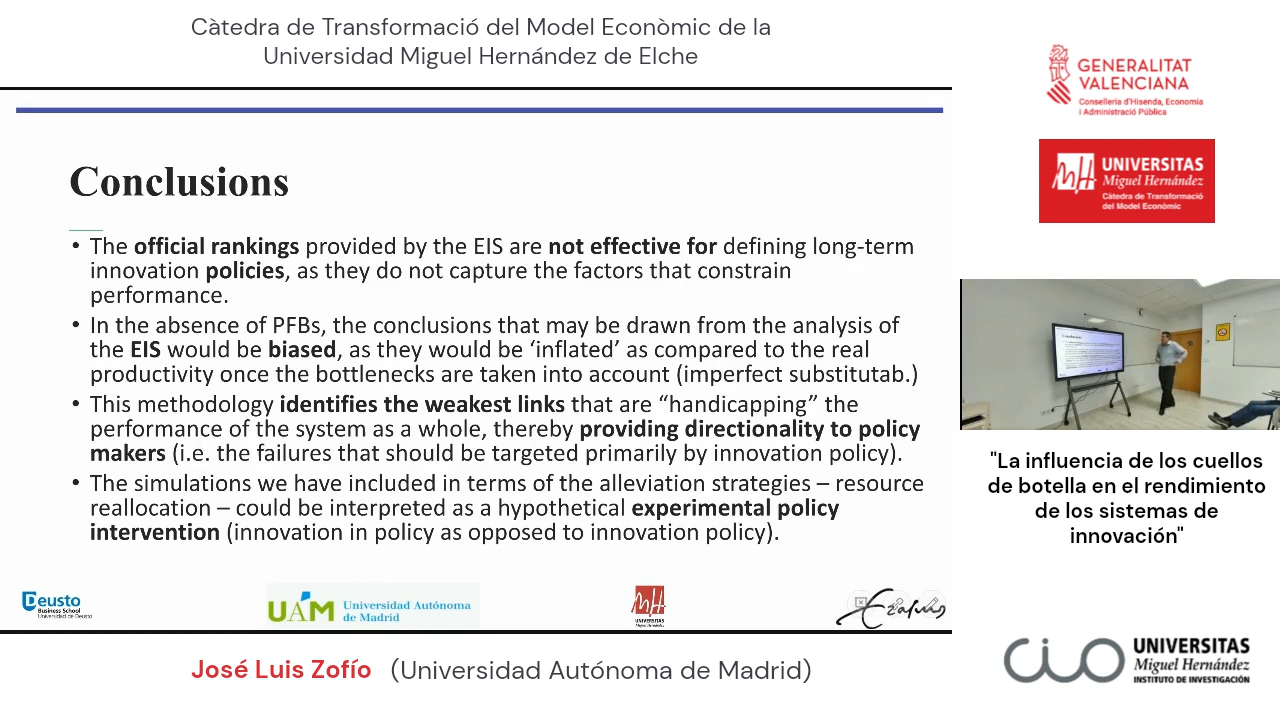 Càtedra de Transformació del Model Econòmic de la
Universidad Miguel Hernández de Elche
Conclusions
• The official rankings provided by the EIS are not effective for defining long-term
innovation policies, as they do not capture the factors that constrain
performance.
• In the absence of PFBs, the conclusions that may be drawn from the analysis of
the EIS would be biased, as they would be ‘inflated’ as compared to the real
productivity once the bottlenecks are taken into account (imperfect substitutab.)
• This methodology identifies the weakest links that are “handicapping” the
performance of the system as a whole, thereby providing directionality to policy
makers (i.e. the failures that should be targeted primarily by innovation policy).
• The simulations we have included in terms of the alleviation strategies – resource
reallocation – could be interpreted as a hypothetical experimental policy
intervention (innovation in policy as opposed to innovation policy).
Deusto
Business School
Universidad de Deusto
UAM
Universidad Autónoma
de Madrid
UNIVERSITAS
Miguel Hernández
Erasmus
José Luis Zofío (Universidad Autónoma de Madrid)
GENERALITAT
VALENCIANA
Conselleria d'Hisenda, Economia
i Administració Pública
UNIVERSITAS
Miguel Hernández
Càtedra de Transformació
del Model Econòmic
"La influencia de los cuellos
de botella en el rendimiento
de los sistemas de
innovación"
CIO
UNIVERSITAS
Miguel Hernández
INSTITUTO DE INVESTIGACIÓN